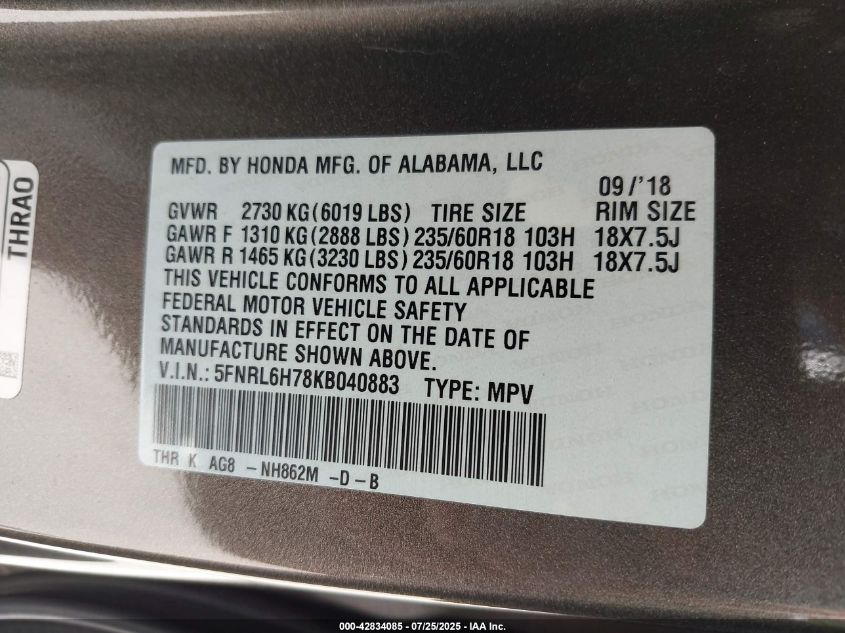 MFD. BY HONDA MFG. OF ALABAMA, LLC
09/'18
GVWR 2730 KG(6019 LBS) TIRE SIZE RIM SIZE
GAWR F 1310 KG(2888 LBS) 235/60R18 103H 18X7.5J
GAWR R 1465 KG(3230 LBS) 235/60R18 103H 18X7.5J
THIS VEHICLE CONFORMS TO ALL APPLICABLE
FEDERAL MOTOR VEHICLE SAFETY
STANDARDS IN EFFECT ON THE DATE OF
MANUFACTURE SHOWN ABOVE.
V.I.N.: 5FNRL6H78KB040883 TYPE: MPV
THR K AG8 -NH862M -D-B
THRAO
000-42834085 - 07/25/2025 - IAA Inc.